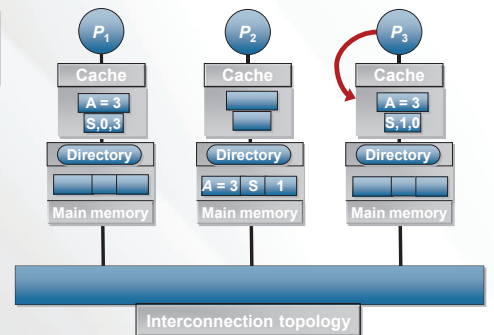 P1 P2 P3
Cache Cache Cache
A = 3 A = 3
S,0,3 S,1,0
Directory Directory Directory
A = 3 S 1
Main memory Main memory Main memory
Interconnection topology